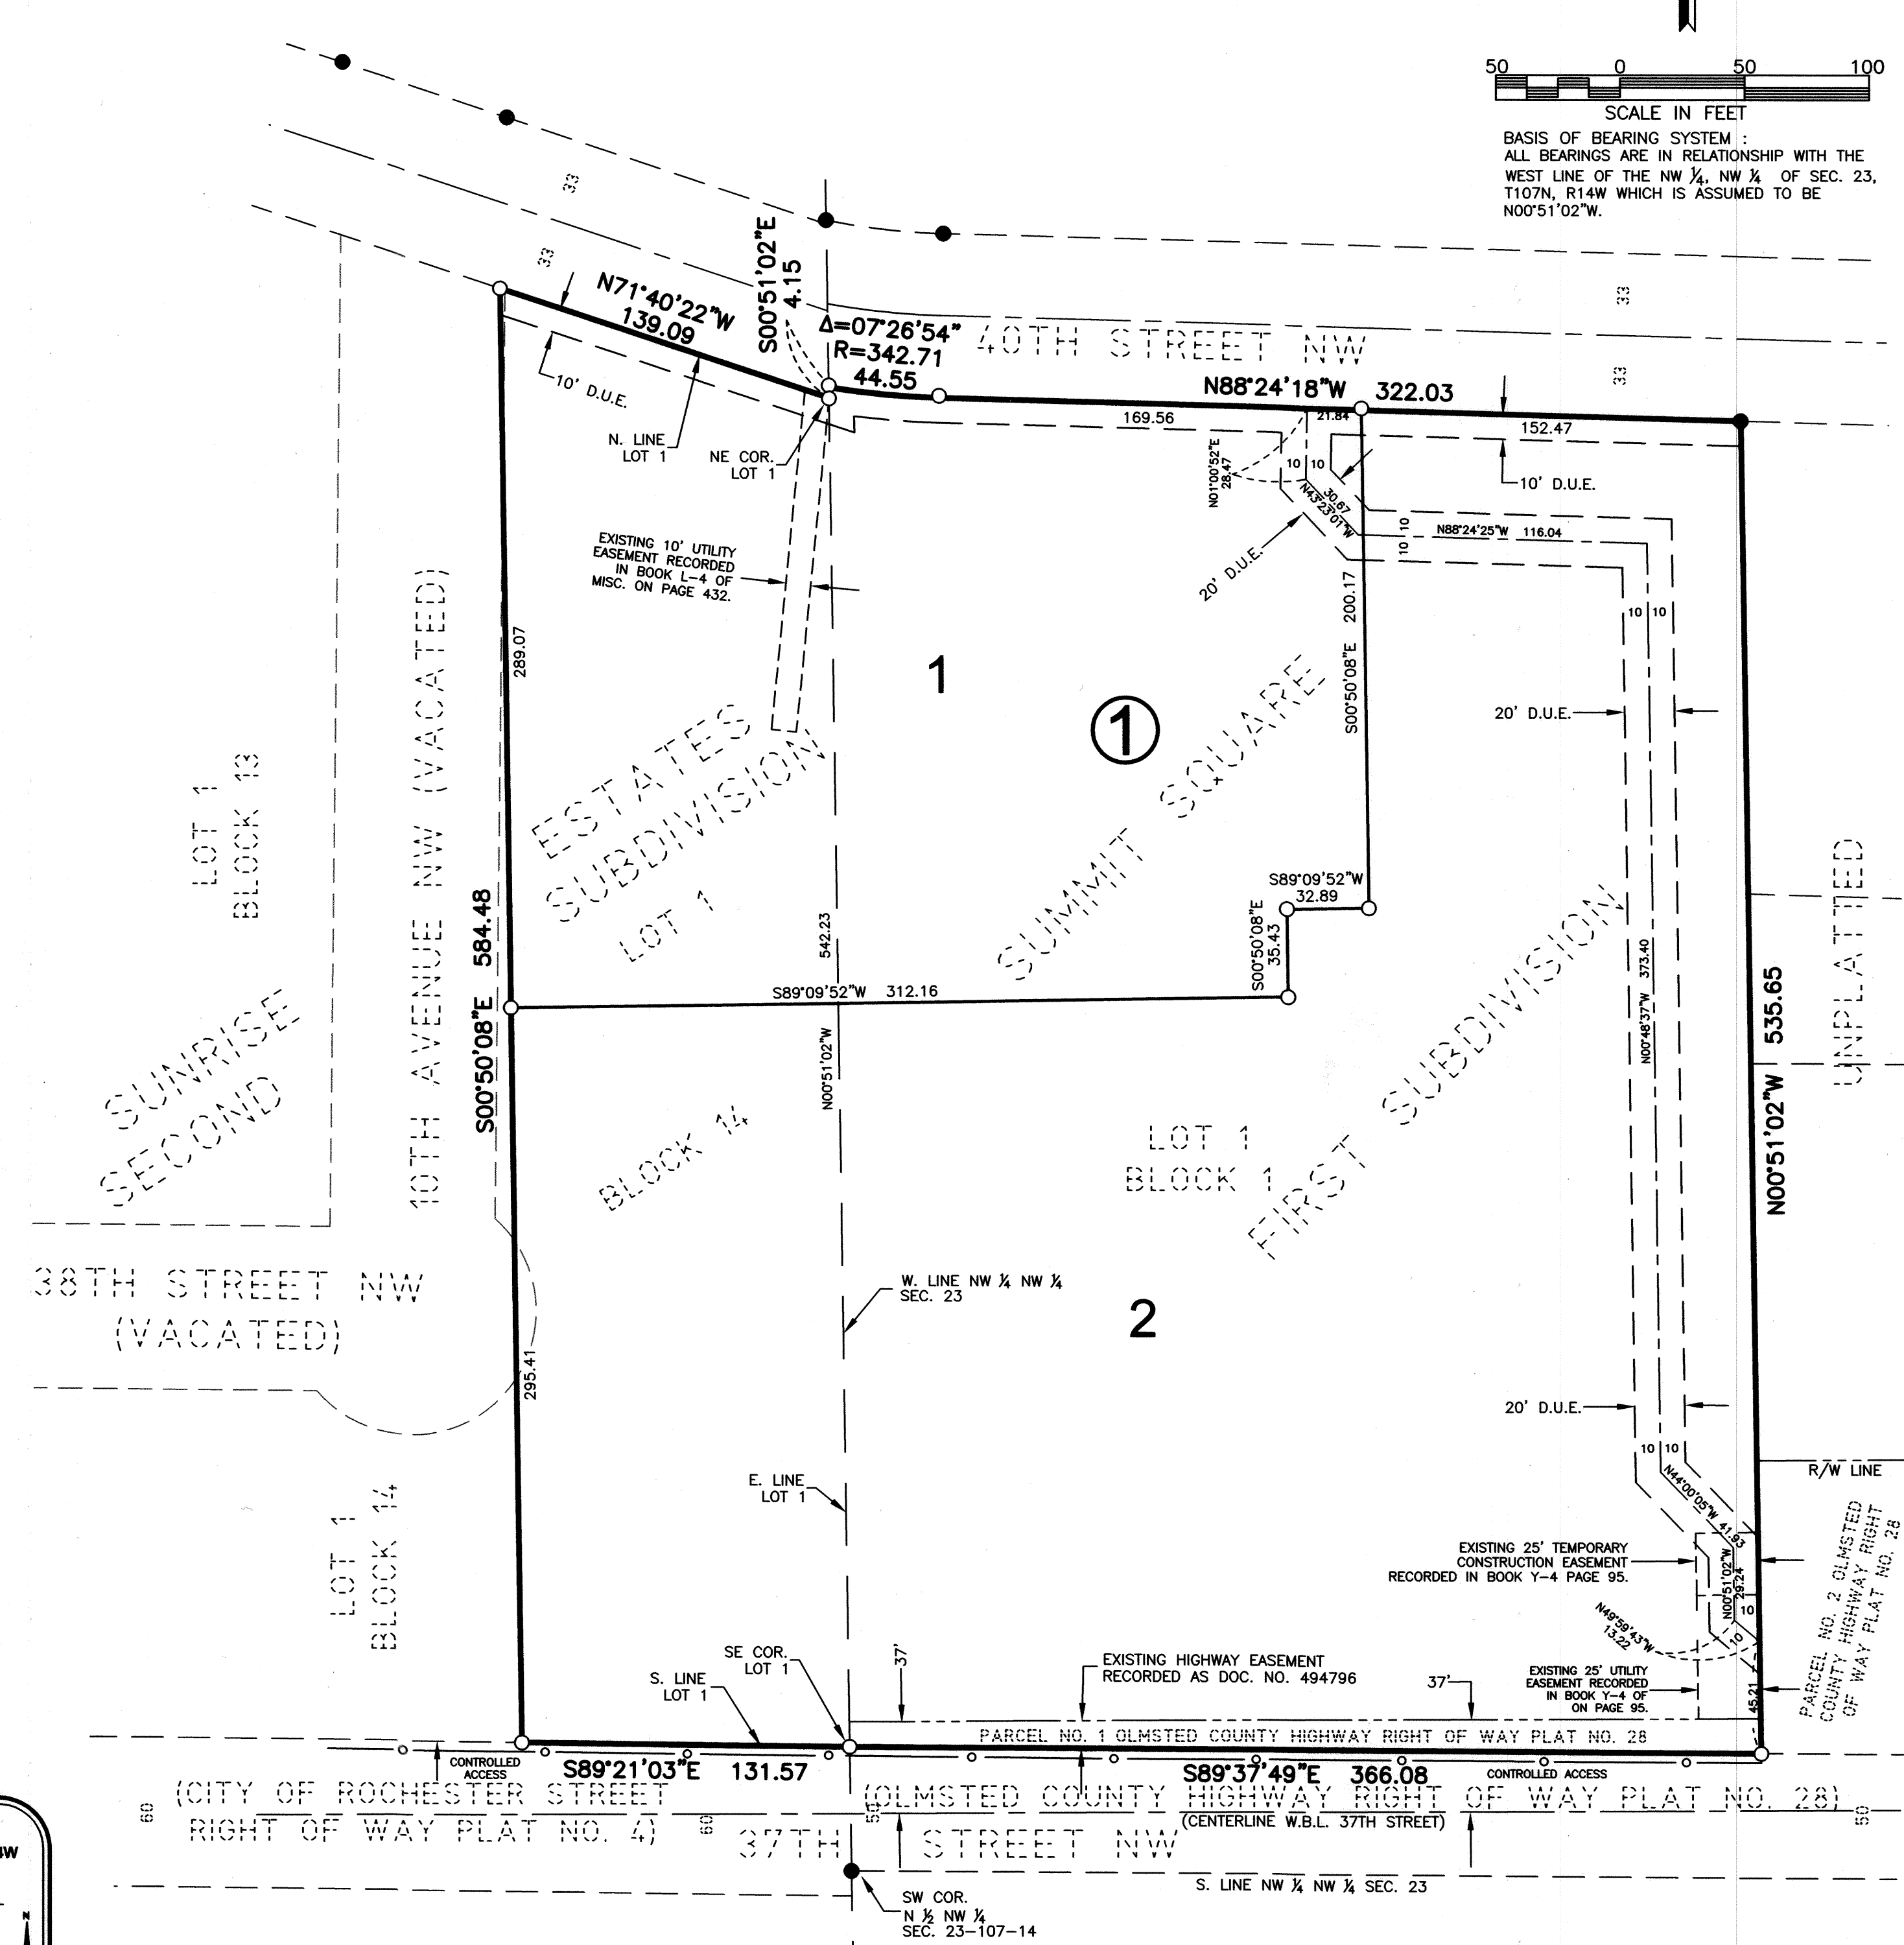 50 0 50 100
SCALE IN FEET
BASIS OF BEARING SYSTEM :
ALL BEARINGS ARE IN RELATIONSHIP WITH THE
WEST LINE OF THE NW ¼, NW ¼ OF SEC. 23,
T107N, R14W WHICH IS ASSUMED TO BE
N00°51'02"W.
33
33
33
33
S00°51'02"E
4.15
N71°40'22"W
139.09
Δ=07°26'54"
R=342.71
44.55
40TH STREET NW
N88°24'18"W 322.03
169.56
21.84
152.47
10' D.U.E.
N. LINE
LOT 1
NE COR.
LOT 1
N01°00'52"E
28.47
10 10
30.67
N43°23'01"W
10' D.U.E.
10
10
N88°24'25"W 116.04
20' D.U.E.
EXISTING 10' UTILITY
EASEMENT RECORDED
IN BOOK L-4 OF
MISC. ON PAGE 432.
10 10
289.07
S00°50'08"E 200.17
1
1
20' D.U.E.
LOT 1
BLOCK 13
10TH AVENUE NW (VACATED)
ESTATES
SUBDIVISION
LOT 1
SUMMIT SQUARE
S89°09'52"W
32.89
S00°50'08"E
35.43
542.23
S89°09'52"W 312.16
N00°51'02"W
S00°50'08"E 584.48
N00°48'37"W 373.40
N00°51'02"W 535.65
UNPLATTED
SUNRISE
SECOND
BLOCK 14
LOT 1
BLOCK 1
FIRST SUBDIVISION
38TH STREET NW
(VACATED)
W. LINE NW ¼ NW ¼
SEC. 23
2
295.41
20' D.U.E.
10 10
E. LINE
LOT 1
R/W LINE
N44°00'05"W 41.93
LOT 1
BLOCK 14
EXISTING 25' TEMPORARY
CONSTRUCTION EASEMENT
RECORDED IN BOOK Y-4 PAGE 95.
N00°51'02"W
29.24
10
10
N49°59'43"W
13.22
PARCEL NO. 2 OLMSTED
COUNTY HIGHWAY RIGHT
OF WAY PLAT NO. 28
SE COR.
LOT 1
S. LINE
LOT 1
37'
EXISTING HIGHWAY EASEMENT
RECORDED AS DOC. NO. 494796
37'
EXISTING 25' UTILITY
EASEMENT RECORDED
IN BOOK Y-4 OF
ON PAGE 95.
45.21
PARCEL NO. 1 OLMSTED COUNTY HIGHWAY RIGHT OF WAY PLAT NO. 28
CONTROLLED
ACCESS
S89°21'03"E 131.57
S89°37'49"E 366.08
CONTROLLED ACCESS
(CITY OF ROCHESTER STREET
RIGHT OF WAY PLAT NO. 4)
60
60
50
(OLMSTED COUNTY HIGHWAY RIGHT OF WAY PLAT NO. 28)
(CENTERLINE W.B.L. 37TH STREET)
50
37TH STREET NW
S. LINE NW ¼ NW ¼ SEC. 23
SW COR.
N ½ NW ¼
SEC. 23-107-14
N